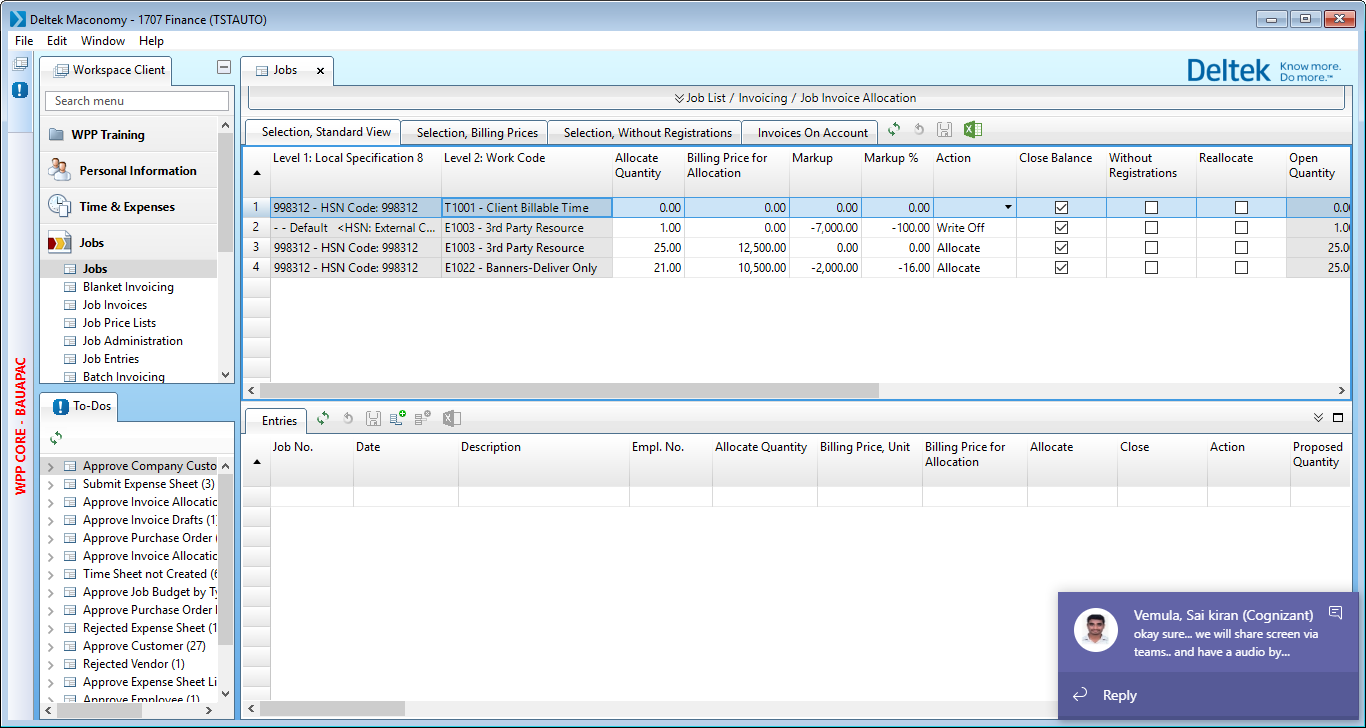 Deltek Maconomy - 1707 Finance (TSTAUTO)
File Edit Window Help
Workspace Client
Search menu
WPP Training
Personal Information
Time & Expenses
Jobs
Jobs
Blanket Invoicing
Job Invoices
Job Price Lists
Job Administration
Job Entries
Batch Invoicing
WPP CORE - BAUAPAC
To-Dos
Approve Company Custo
Submit Expense Sheet (3)
Approve Invoice Allocatic
Approve Invoice Drafts (1
Approve Purchase Order (
Approve Invoice Allocatic
Time Sheet not Created (6
Approve Job Budget by Ty
Approve Purchase Order
Rejected Expense Sheet (1
Approve Customer (27)
Rejected Vendor (1)
Approve Expense Sheet Li
Approve Employee (1)
Jobs
Deltek Know more.
Do more.™
Job List / Invoicing / Job Invoice Allocation
Selection, Standard View Selection, Billing Prices Selection, Without Registrations Invoices On Account
Level 1: Local Specification 8 Level 2: Work Code Allocate Quantity Billing Price for Allocation Markup Markup % Action Close Balance Without Registrations Reallocate Open Quantity
1 998312 - HSN Code: 998312 T1001 - Client Billable Time 0.00 0.00 0.00 0.00 0.00
2 - - Default <HSN: External C... E1003 - 3rd Party Resource 1.00 0.00 -7,000.00 -100.00 Write Off 1.00
3 998312 - HSN Code: 998312 E1003 - 3rd Party Resource 25.00 12,500.00 0.00 0.00 Allocate 25.00
4 998312 - HSN Code: 998312 E1022 - Banners-Deliver Only 21.00 10,500.00 -2,000.00 -16.00 Allocate 25.00
Entries
Job No. Date Description Empl. No. Allocate Quantity Billing Price, Unit Billing Price for Allocation Allocate Close Action Proposed Quantity
Vemula, Sai kiran (Cognizant)
okay sure... we will share screen via
teams.. and have a audio by...
Reply